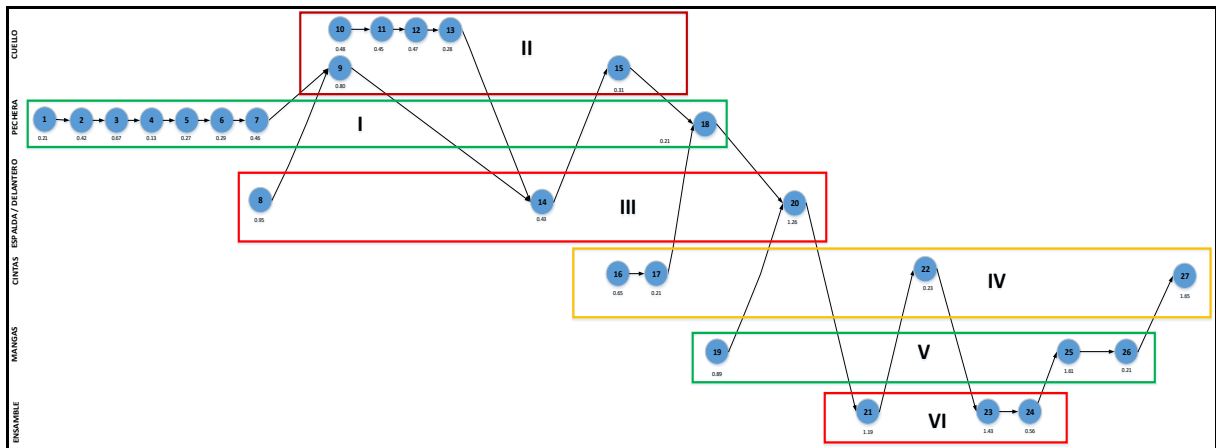 CUELLO
10 11 12 13
0.48 0.45 0.47 0.28
II
9
0.80
15
0.31
PECHERA
1 2 3 4 5 6 7
0.21 0.42 0.67 0.13 0.27 0.29 0.46
I
18
0.21
ESPALDA / DELANTERO
8
0.95
14
0.43
III
20
1.26
CINTAS
16 17
0.65 0.21
22
0.23
IV
27
1.65
MANGAS
19
0.89
V
25 26
1.61 0.21
ENSAMBLE
21
1.19
VI
23 24
1.43 0.56